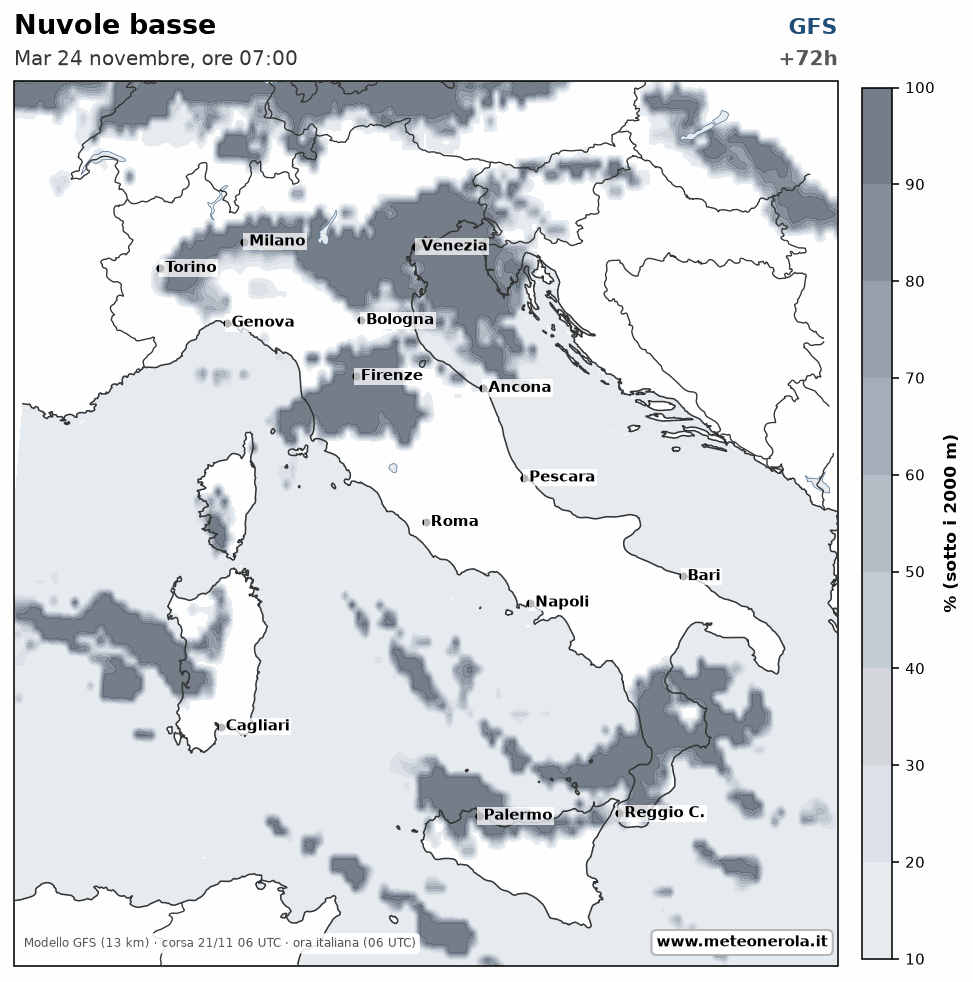 Nuvole basse
GFS
Mar 24 novembre, ore 07:00
+72h
100
90
80
70
60
50
40
30
20
10
% (sotto i 2000 m)
Milano
Venezia
Torino
Genova
Bologna
Firenze
Ancona
Pescara
Roma
Bari
Napoli
Cagliari
Palermo
Reggio C.
Modello GFS (13 km) · corsa 21/11 06 UTC · ora italiana (06 UTC)
www.meteonerola.it